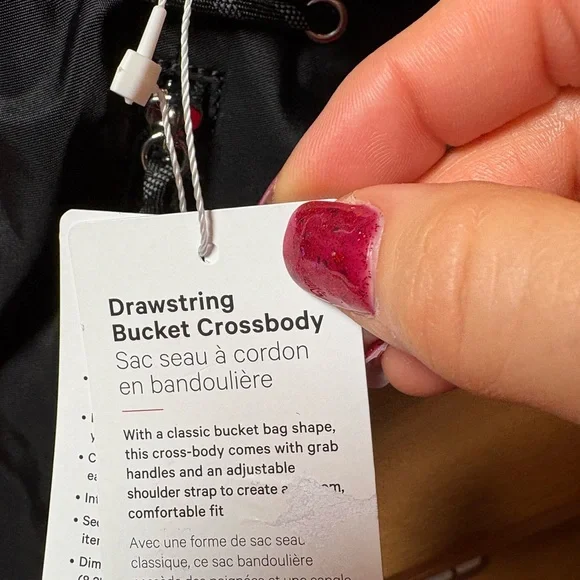 Drawstring
Bucket Crossbody
Sac seau à cordon
en bandoulière
With a classic bucket bag shape,
this cross-body comes with grab
handles and an adjustable
shoulder strap to create a
comfortable fit
Avec une forme de sac seau
classique, ce sac bandoulière